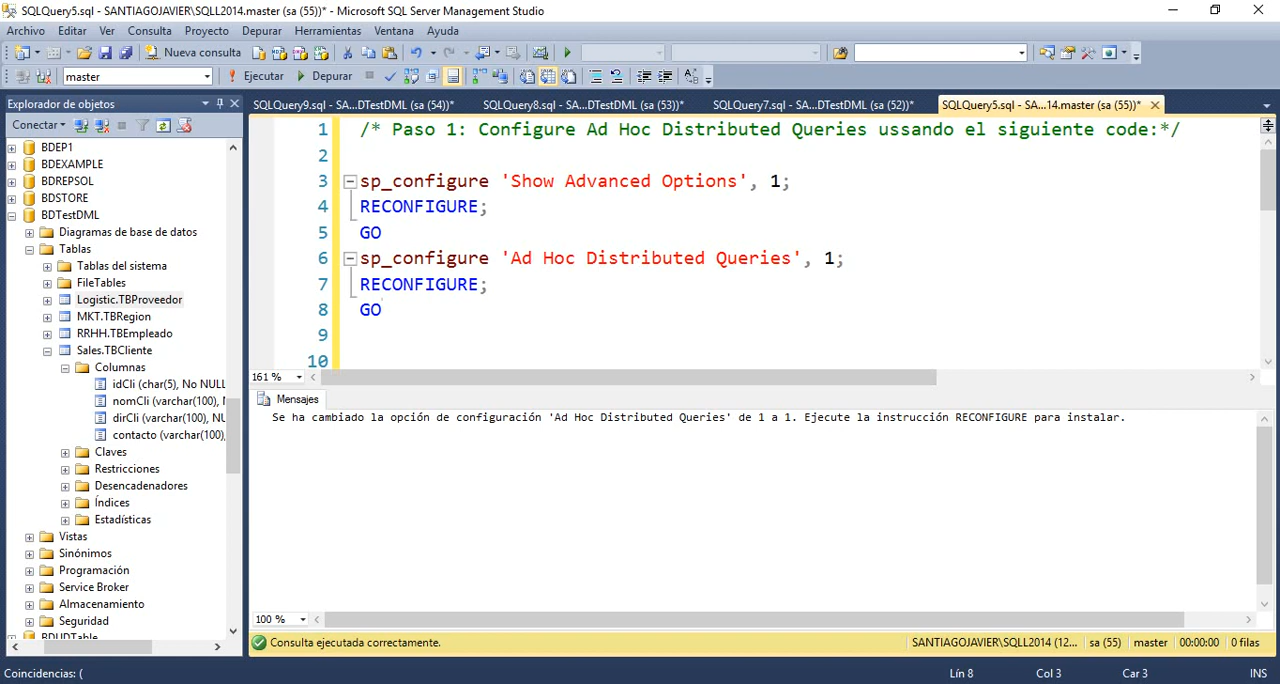 SQLQuery5.sql - SANTIAGOJAVIER\SQLL2014.master (sa (55))* - Microsoft SQL Server Management Studio
Archivo Editar Ver Consulta Proyecto Depurar Herramientas Ventana Ayuda
Nueva consulta
master Ejecutar Depurar
Explorador de objetos
SQLQuery9.sql - SA...DTestDML (sa (54))* SQLQuery8.sql - SA...DTestDML (sa (53))* SQLQuery7.sql - SA...DTestDML (sa (52))* SQLQuery5.sql - SA...14.master (sa (55))*
Conectar
BDEP1
BDEXAMPLE
BDREPSOL
BDSTORE
BDTestDML
Diagramas de base de datos
Tablas
Tablas del sistema
FileTables
Logistic.TBProveedor
MKT.TBRegion
RRHH.TBEmpleado
Sales.TBCliente
Columnas
idCli (char(5), No NULL
nomCli (varchar(100), N
dirCli (varchar(100), NU
contacto (varchar(100),
Claves
Restricciones
Desencadenadores
Índices
Estadísticas
Vistas
Sinónimos
Programación
Service Broker
Almacenamiento
Seguridad
BDUDTable
1 /* Paso 1: Configure Ad Hoc Distributed Queries ussando el siguiente code:*/
2
3 sp_configure 'Show Advanced Options', 1;
4 RECONFIGURE;
5 GO
6 sp_configure 'Ad Hoc Distributed Queries', 1;
7 RECONFIGURE;
8 GO
9
10
161 %
Mensajes
Se ha cambiado la opción de configuración 'Ad Hoc Distributed Queries' de 1 a 1. Ejecute la instrucción RECONFIGURE para instalar.
100 %
Consulta ejecutada correctamente. SANTIAGOJAVIER\SQLL2014 (12... sa (55) master 00:00:00 0 filas
Coincidencias: ( Lín 8 Col 3 Car 3 INS